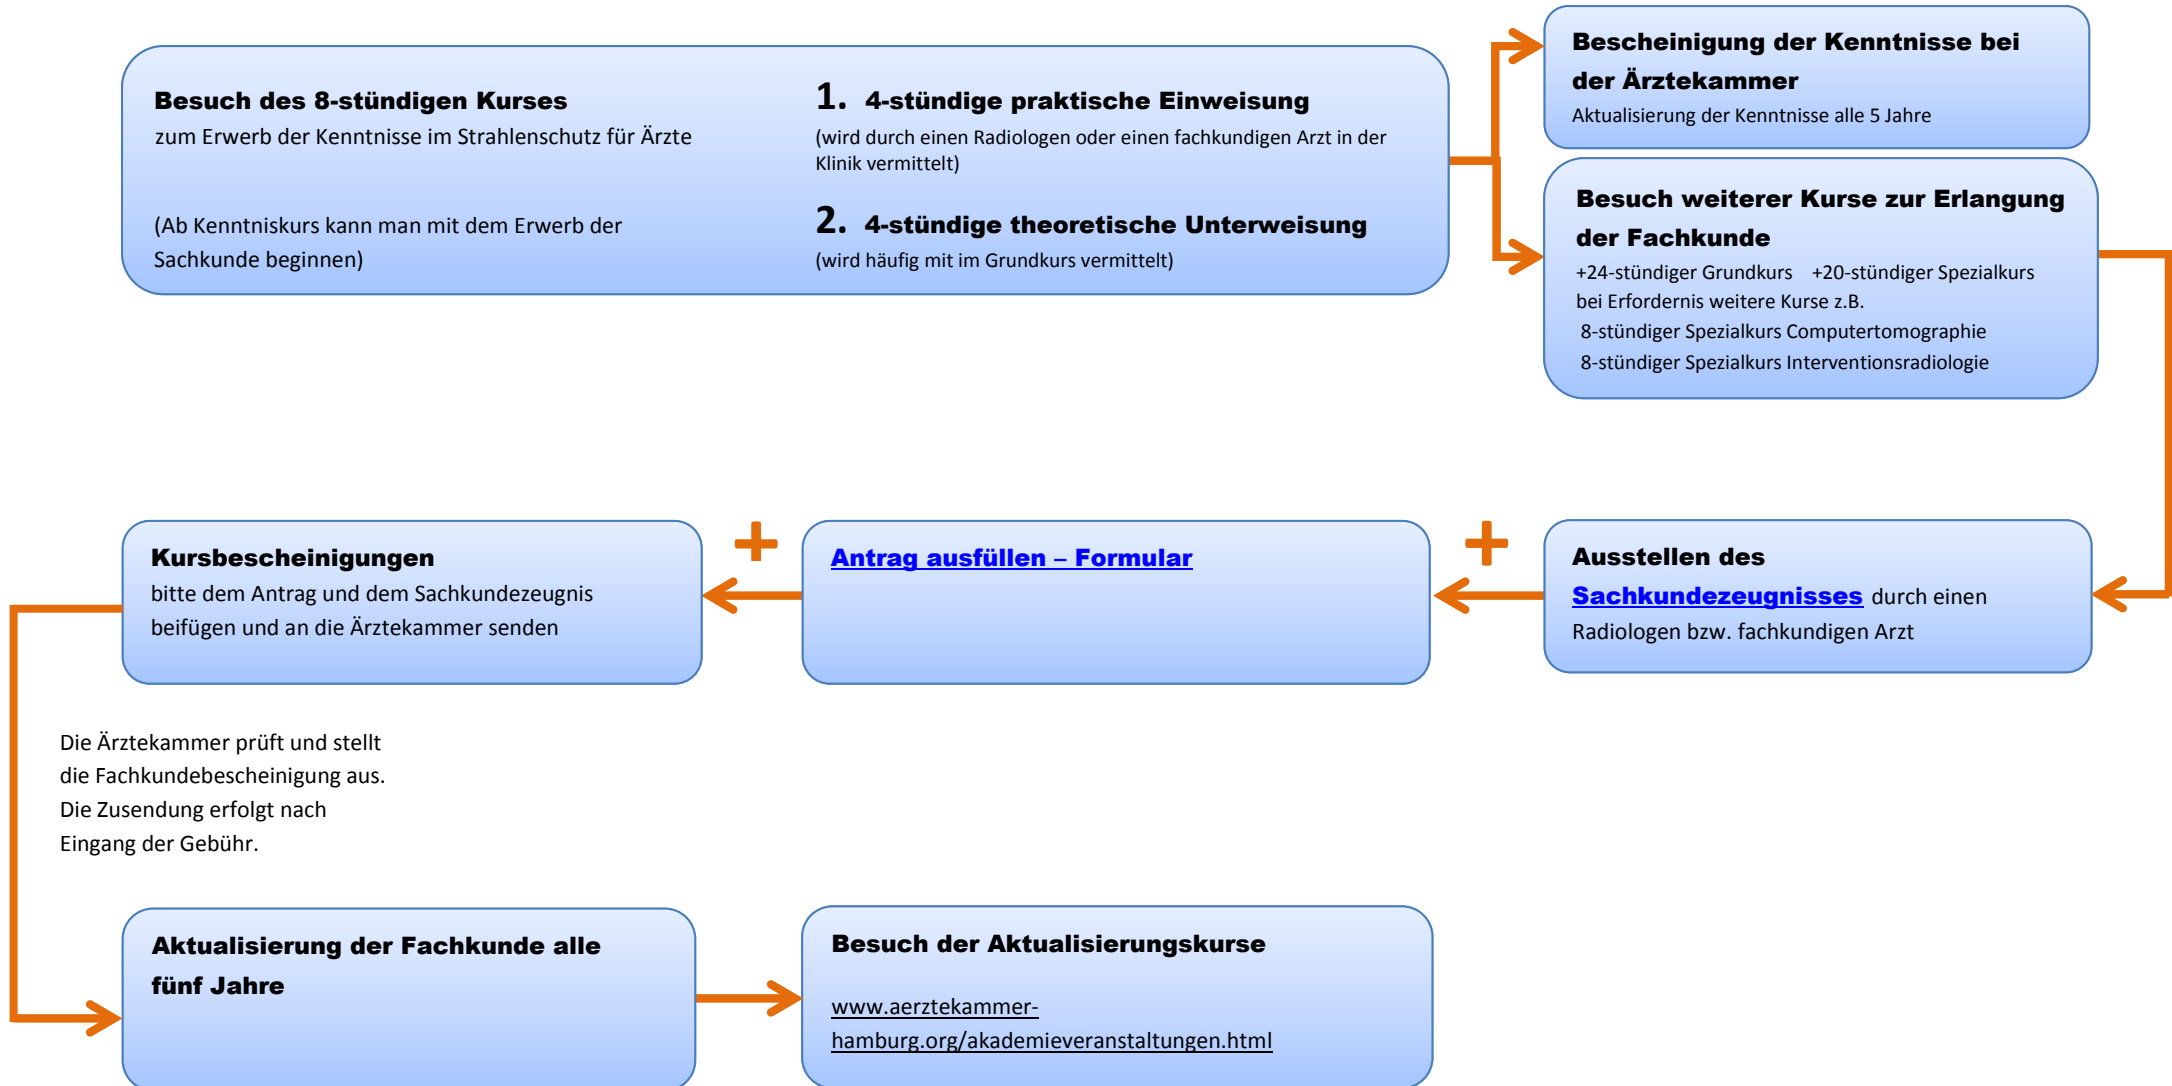 Besuch des 8-stündigen Kurses
zum Erwerb der Kenntnisse im Strahlenschutz für Ärzte
(Ab Kenntniskurs kann man mit dem Erwerb der
Sachkunde beginnen)
1. 4-stündige praktische Einweisung
(wird durch einen Radiologen oder einen fachkundigen Arzt in der
Klinik vermittelt)
2. 4-stündige theoretische Unterweisung
(wird häufig mit im Grundkurs vermittelt)
Bescheinigung der Kenntnisse bei
der Ärztekammer
Aktualisierung der Kenntnisse alle 5 Jahre
Besuch weiterer Kurse zur Erlangung
der Fachkunde
+24-stündiger Grundkurs +20-stündiger Spezialkurs
bei Erfordernis weitere Kurse z.B.
8-stündiger Spezialkurs Computertomographie
8-stündiger Spezialkurs Interventionsradiologie
Ausstellen des
Sachkundezeugnisses durch einen
Radiologen bzw. fachkundigen Arzt
+
Antrag ausfüllen – Formular
+
Kursbescheinigungen
bitte dem Antrag und dem Sachkundezeugnis
beifügen und an die Ärztekammer senden
Die Ärztekammer prüft und stellt
die Fachkundebescheinigung aus.
Die Zusendung erfolgt nach
Eingang der Gebühr.
Aktualisierung der Fachkunde alle
fünf Jahre
Besuch der Aktualisierungskurse
www.aerztekammer-
hamburg.org/akademieveranstaltungen.html